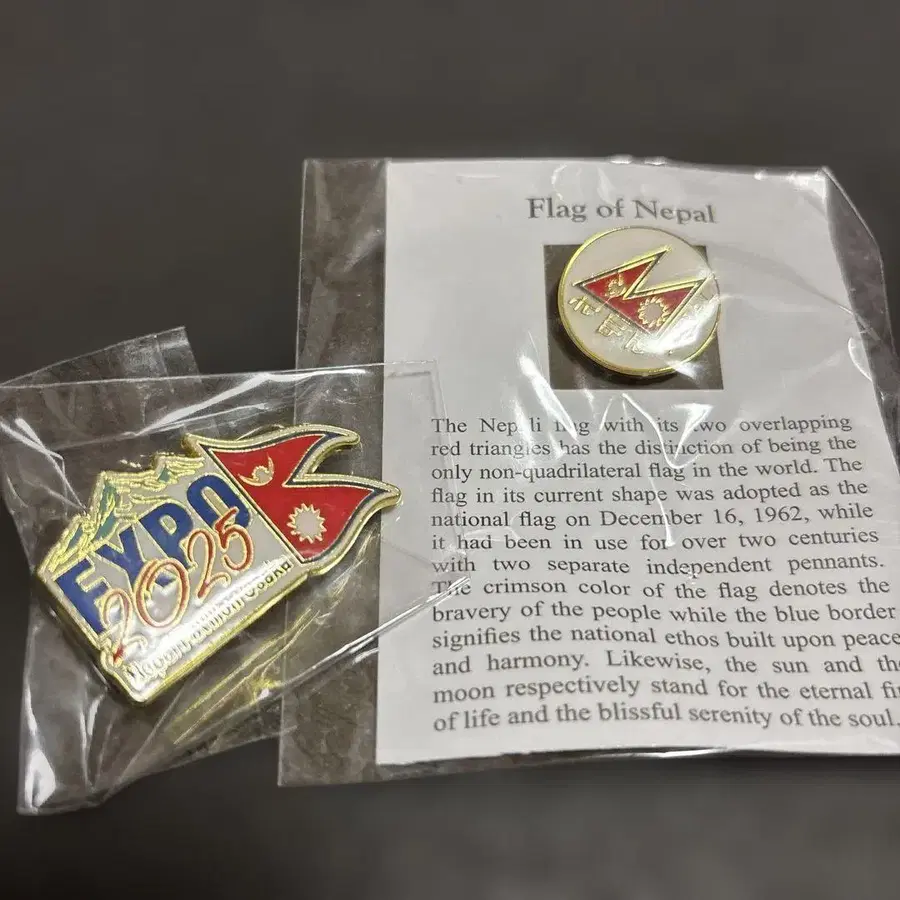 Flag of Nepal
The Nepali flag with its two overlapping
red triangles has the distinction of being the
only non-quadrilateral flag in the world. The
flag in its current shape was adopted as the
national flag on December 16, 1962, while
it had been in use for over two centuries
with two separate independent pennants.
The crimson color of the flag denotes the
bravery of the people while the blue border
signifies the national ethos built upon peace
and harmony. Likewise, the sun and the
moon respectively stand for the eternal
of life and the blissful serenity of the soul.
EXPO
2025
Osaka